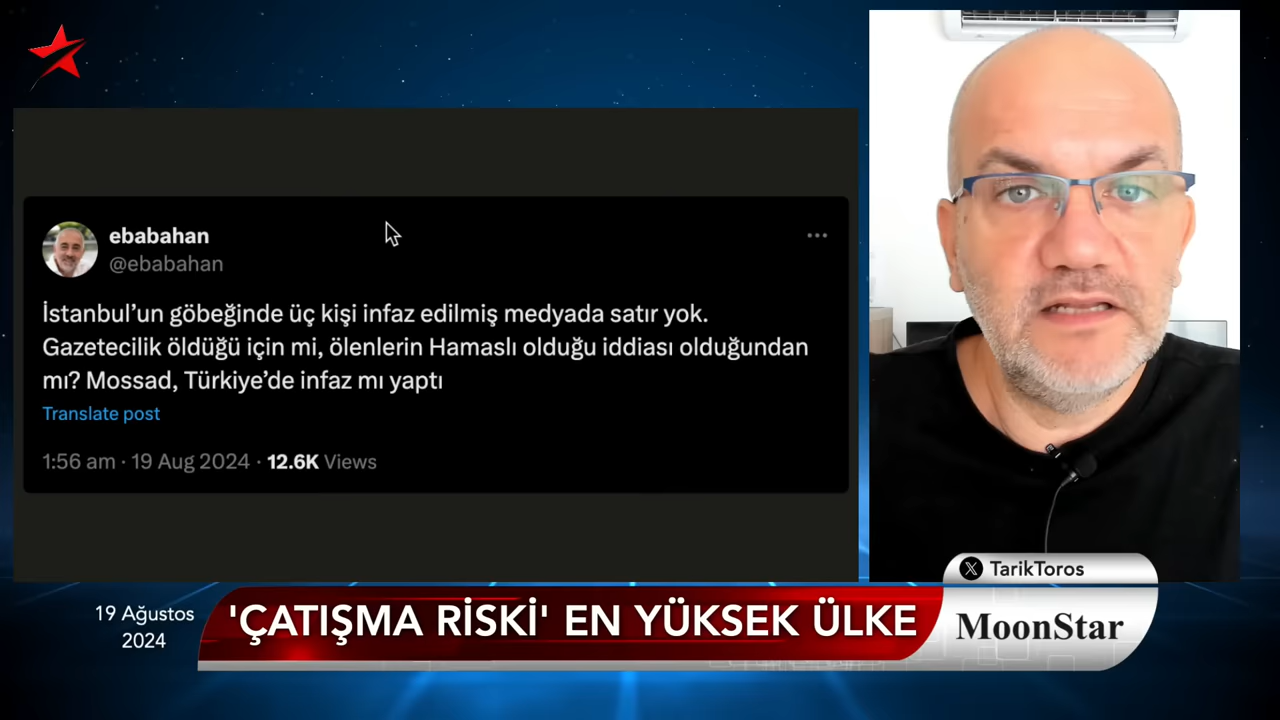 ebabahan
@ebabahan
İstanbul’un göbeğinde üç kişi infaz edilmiş medyada satır yok.
Gazetecilik öldüğü için mi, ölenlerin Hamaslı olduğu iddiası olduğundan
mı? Mossad, Türkiye’de infaz mı yaptı
Translate post
1:56 am · 19 Aug 2024 · 12.6K Views
TarikToros
19 Ağustos
2024
'ÇATIŞMA RİSKİ' EN YÜKSEK ÜLKE
MoonStar